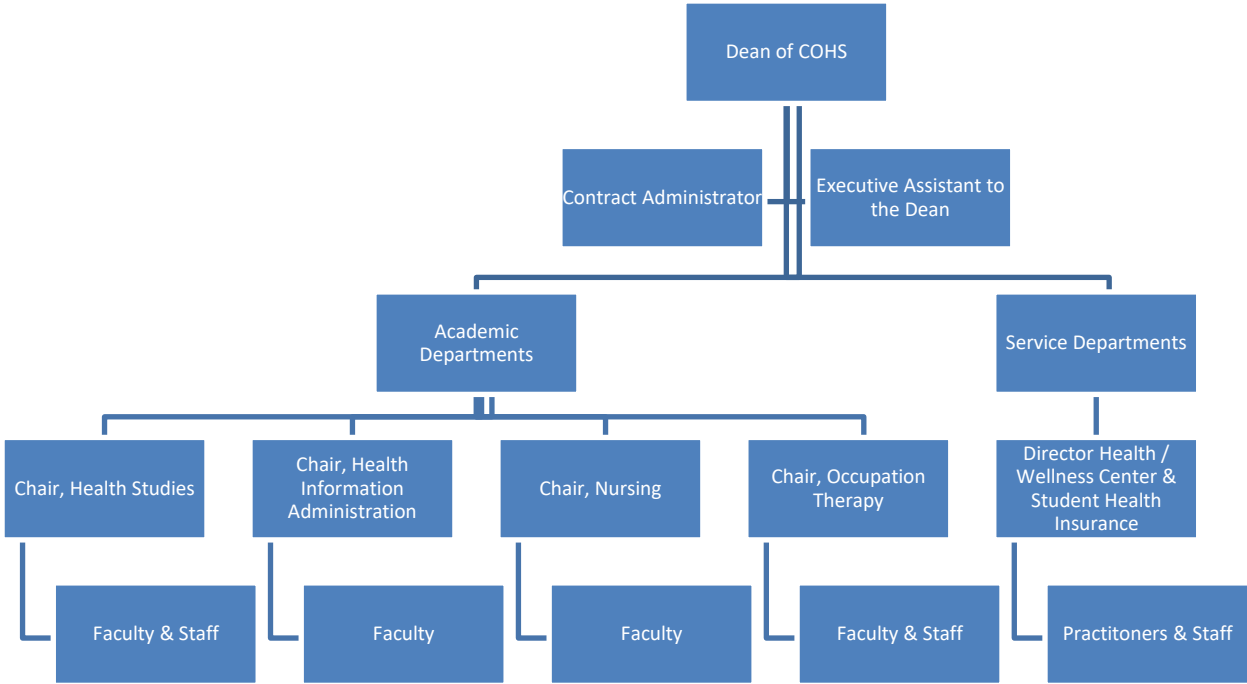 Dean of COHS
Contract Administrator
Executive Assistant to
the Dean
Academic
Departments
Service Departments
Chair, Health Studies
Chair, Health
Information
Administration
Chair, Nursing
Chair, Occupation
Therapy
Director Health /
Wellness Center &
Student Health
Insurance
Faculty & Staff
Faculty
Faculty
Faculty & Staff
Practitoners & Staff